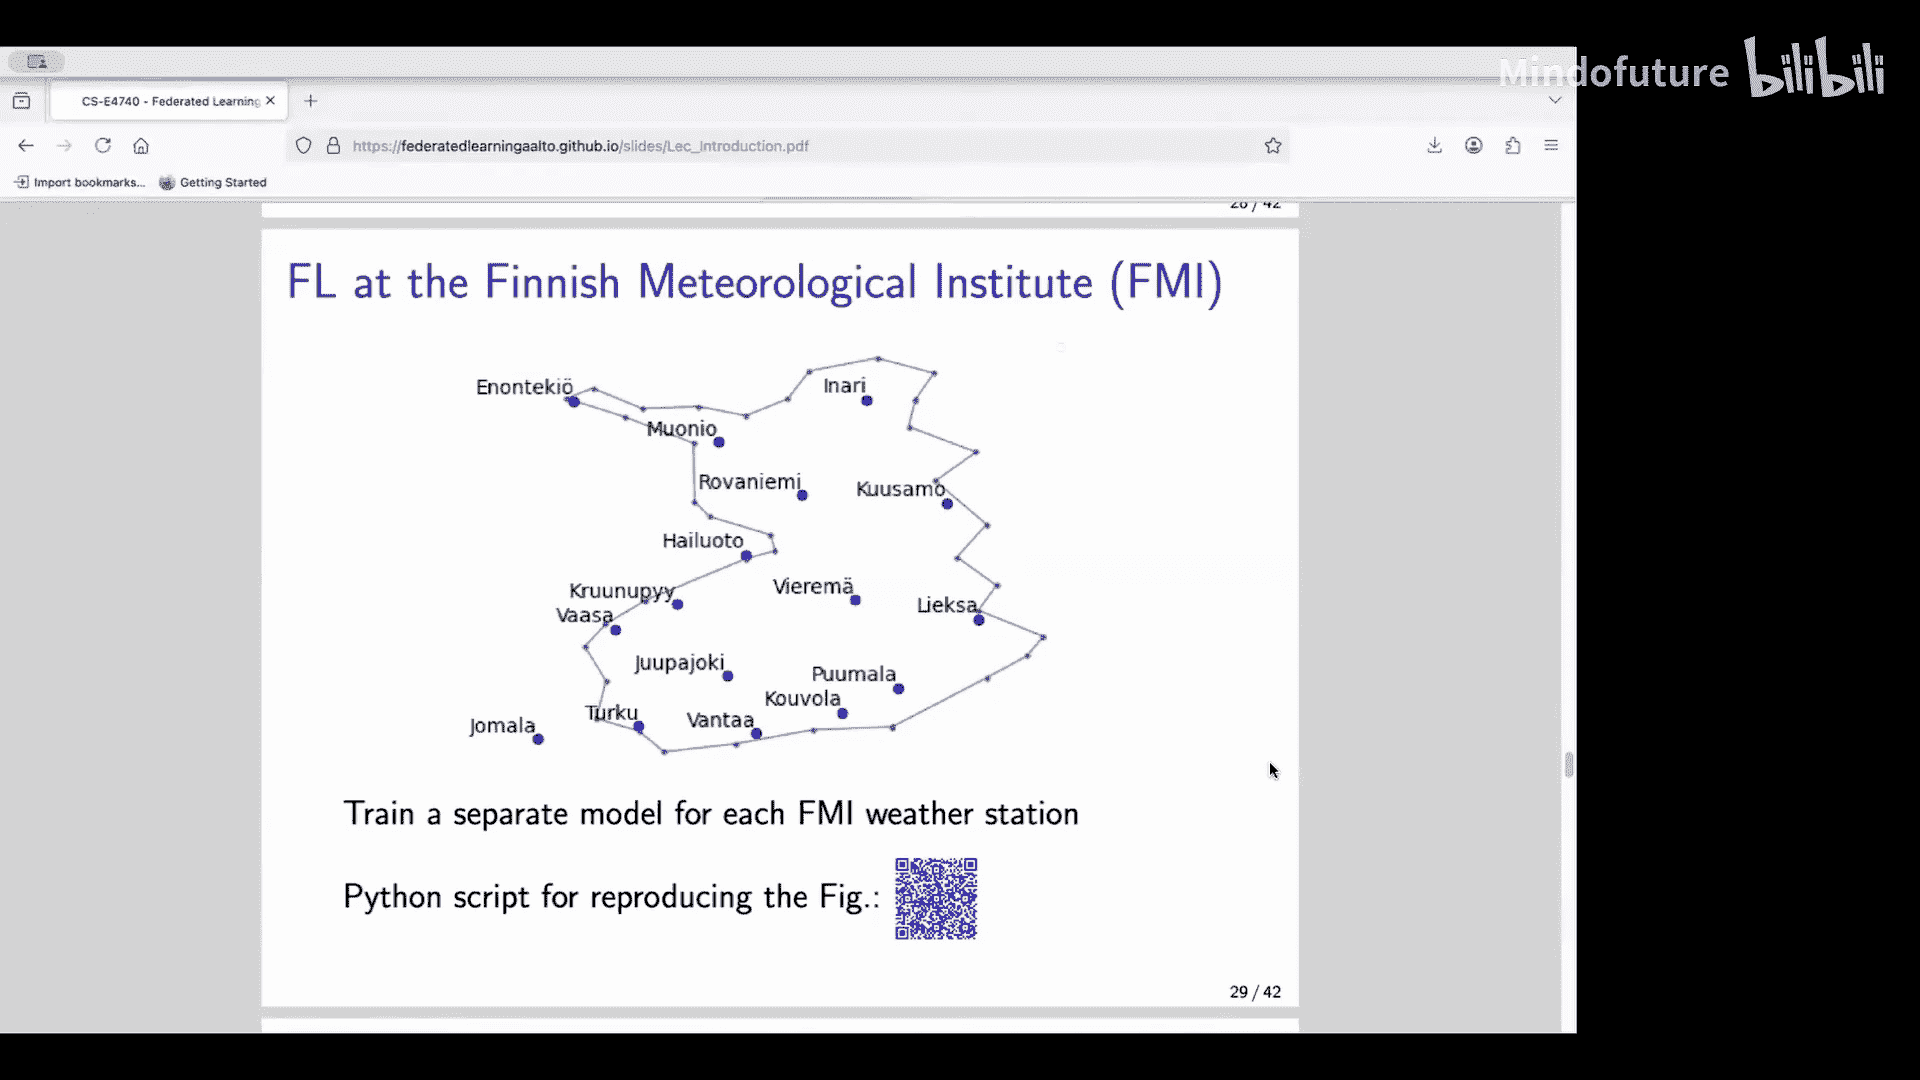 Mindofuture bilibili
CS-E4740 - Federated Learning
https://federatedlearningaalto.github.io/slides/Lec_Introduction.pdf
Import bookmarks... Getting Started
28 / 42
FL at the Finnish Meteorological Institute (FMI)
Enontekiö
Inari
Muonio
Rovaniemi
Kuusamo
Hailuoto
Vieremä
Kruunupyy
Lieksa
Vaasa
Juupajoki
Puumala
Kouvola
Turku
Vantaa
Jomala
Train a separate model for each FMI weather station
Python script for reproducing the Fig.:
29 / 42